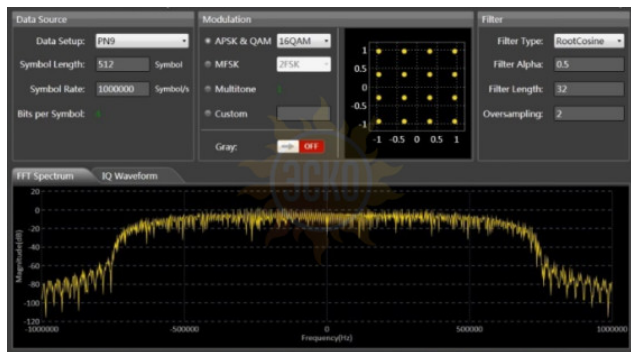 Data Source
Data Setup: PN9
Symbol Length: 512 Symbol
Symbol Rate: 1000000 Symbol/s
Bits per Symbol:
Modulation
APSK & QAM 16QAM
MFSK 2FSK
Multitone
Custom
Gray: OFF
1
0.5
0
-0.5
-1
-1 -0.5 0 0.5 1
Filter
Filter Type: RootCosine
Filter Alpha: 0.5
Filter Length: 32
Oversampling: 2
FFT Spectrum IQ Waveform
Magnitude(dB)
20
0
-20
-40
-60
-80
-100
-120
-1000000 -500000 0 500000 1000000
Frequency(Hz)
ЭСКО